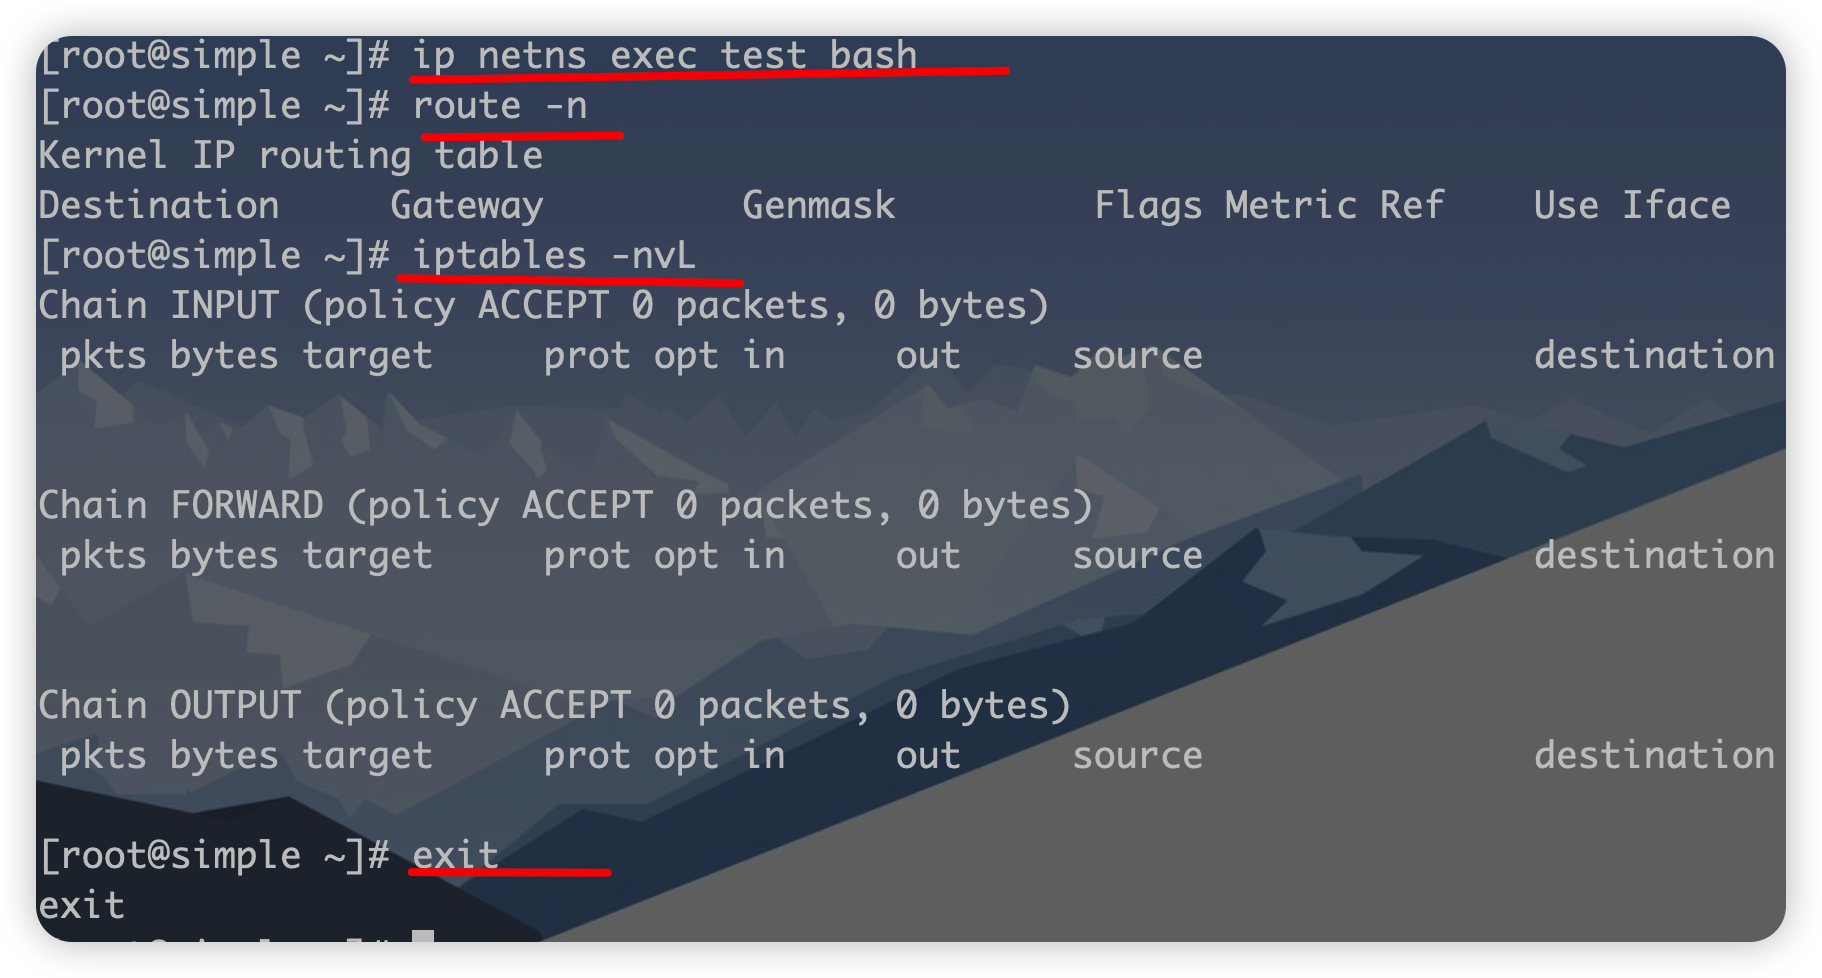 [root@simple ~]# ip netns exec test bash
[root@simple ~]# route -n
Kernel IP routing table
Destination     Gateway         Genmask         Flags Metric Ref    Use Iface
[root@simple ~]# iptables -nvL
Chain INPUT (policy ACCEPT 0 packets, 0 bytes)
 pkts bytes target     prot opt in     out     source               destination
Chain FORWARD (policy ACCEPT 0 packets, 0 bytes)
 pkts bytes target     prot opt in     out     source               destination
Chain OUTPUT (policy ACCEPT 0 packets, 0 bytes)
 pkts bytes target     prot opt in     out     source               destination
[root@simple ~]# exit
exit